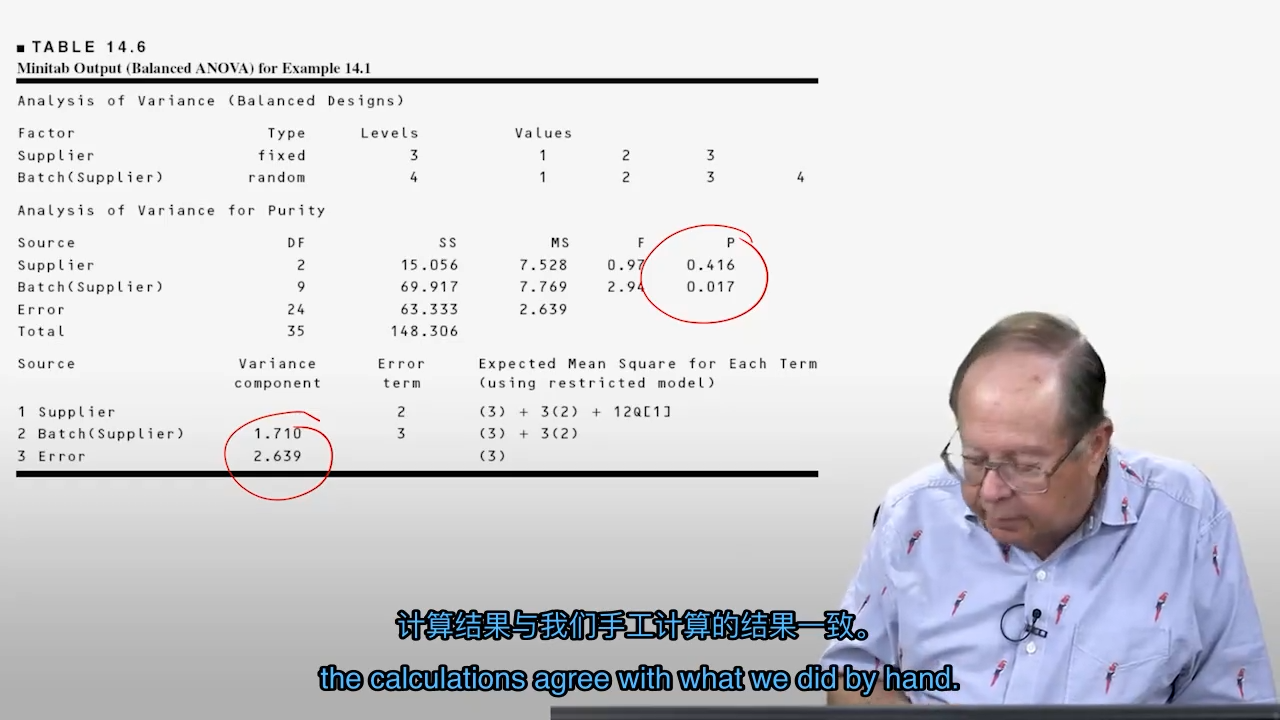 ■ TABLE 14.6
Minitab Output (Balanced ANOVA) for Example 14.1
Analysis of Variance (Balanced Designs)
Factor Type Levels Values
Supplier fixed 3 1 2 3
Batch(Supplier) random 4 1 2 3 4
Analysis of Variance for Purity
Source DF SS MS F P
Supplier 2 15.056 7.528 0.97 0.416
Batch(Supplier) 9 69.917 7.769 2.94 0.017
Error 24 63.333 2.639
Total 35 148.306
Source Variance Error Expected Mean Square for Each Term
component term (using restricted model)
1 Supplier 2 (3) + 3(2) + 12Q[1]
2 Batch(Supplier) 1.710 3 (3) + 3(2)
3 Error 2.639 (3)
计算结果与我们手工计算的结果一致。
the calculations agree with what we did by hand.